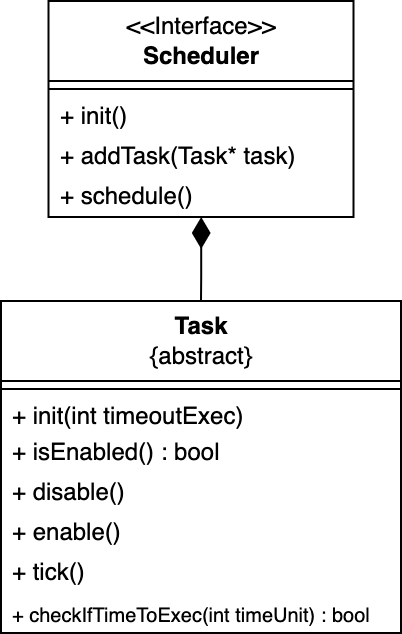 <<Interface>>
Scheduler
+ init()
+ addTask(Task* task)
+ schedule()
Task
{abstract}
+ init(int timeoutExec)
+ isEnabled() : bool
+ disable()
+ enable()
+ tick()
+ checkIfTimeToExec(int timeUnit) : bool